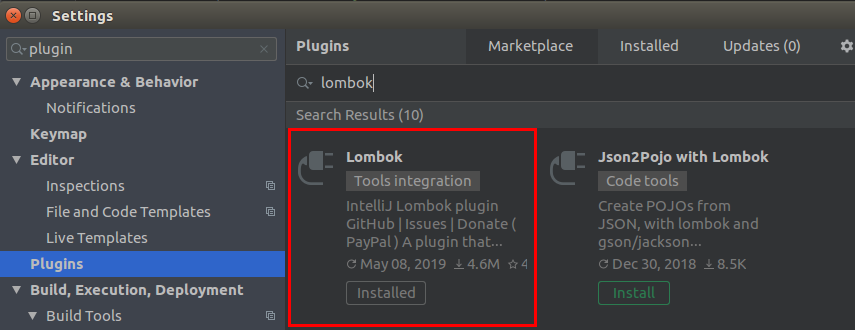 Settings
plugin
Appearance & Behavior
Notifications
Keymap
Editor
Inspections
File and Code Templates
Live Templates
Plugins
Build, Execution, Deployment
Build Tools
Plugins Marketplace Installed Updates (0)
lombok
Search Results (10)
Lombok
Tools integration
IntelliJ Lombok plugin
GitHub | Issues | Donate (
PayPal ) A plugin that...
May 08, 2019 4.6M 4
Installed
Json2Pojo with Lombok
Code tools
Create POJOs from
JSON, with lombok and
gson/jackson...
Dec 30, 2018 8.5K
Install